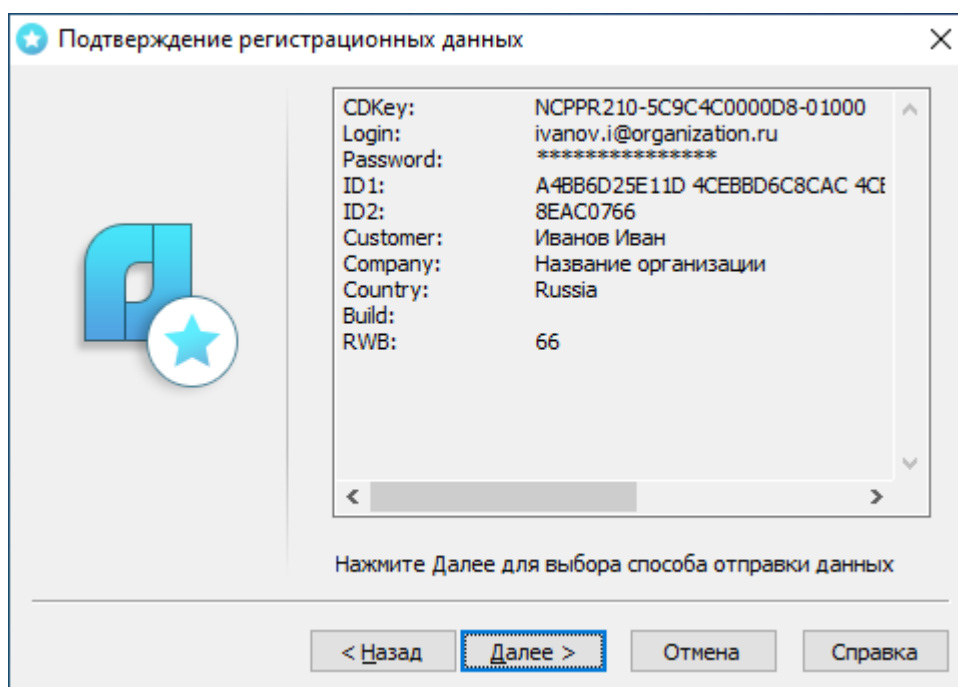 Подтверждение регистрационных данных
CDKey: NCPPR210-5C9C4C0000D8-01000
Login: ivanov.i@organization.ru
Password: ***************
ID1: A4BB6D25E11D 4CEBBD6C8CAC 4CE
ID2: 8EAC0766
Customer: Иванов Иван
Company: Название организации
Country: Russia
Build:
RWB: 66
Нажмите Далее для выбора способа отправки данных
< Назад Далее > Отмена Справка